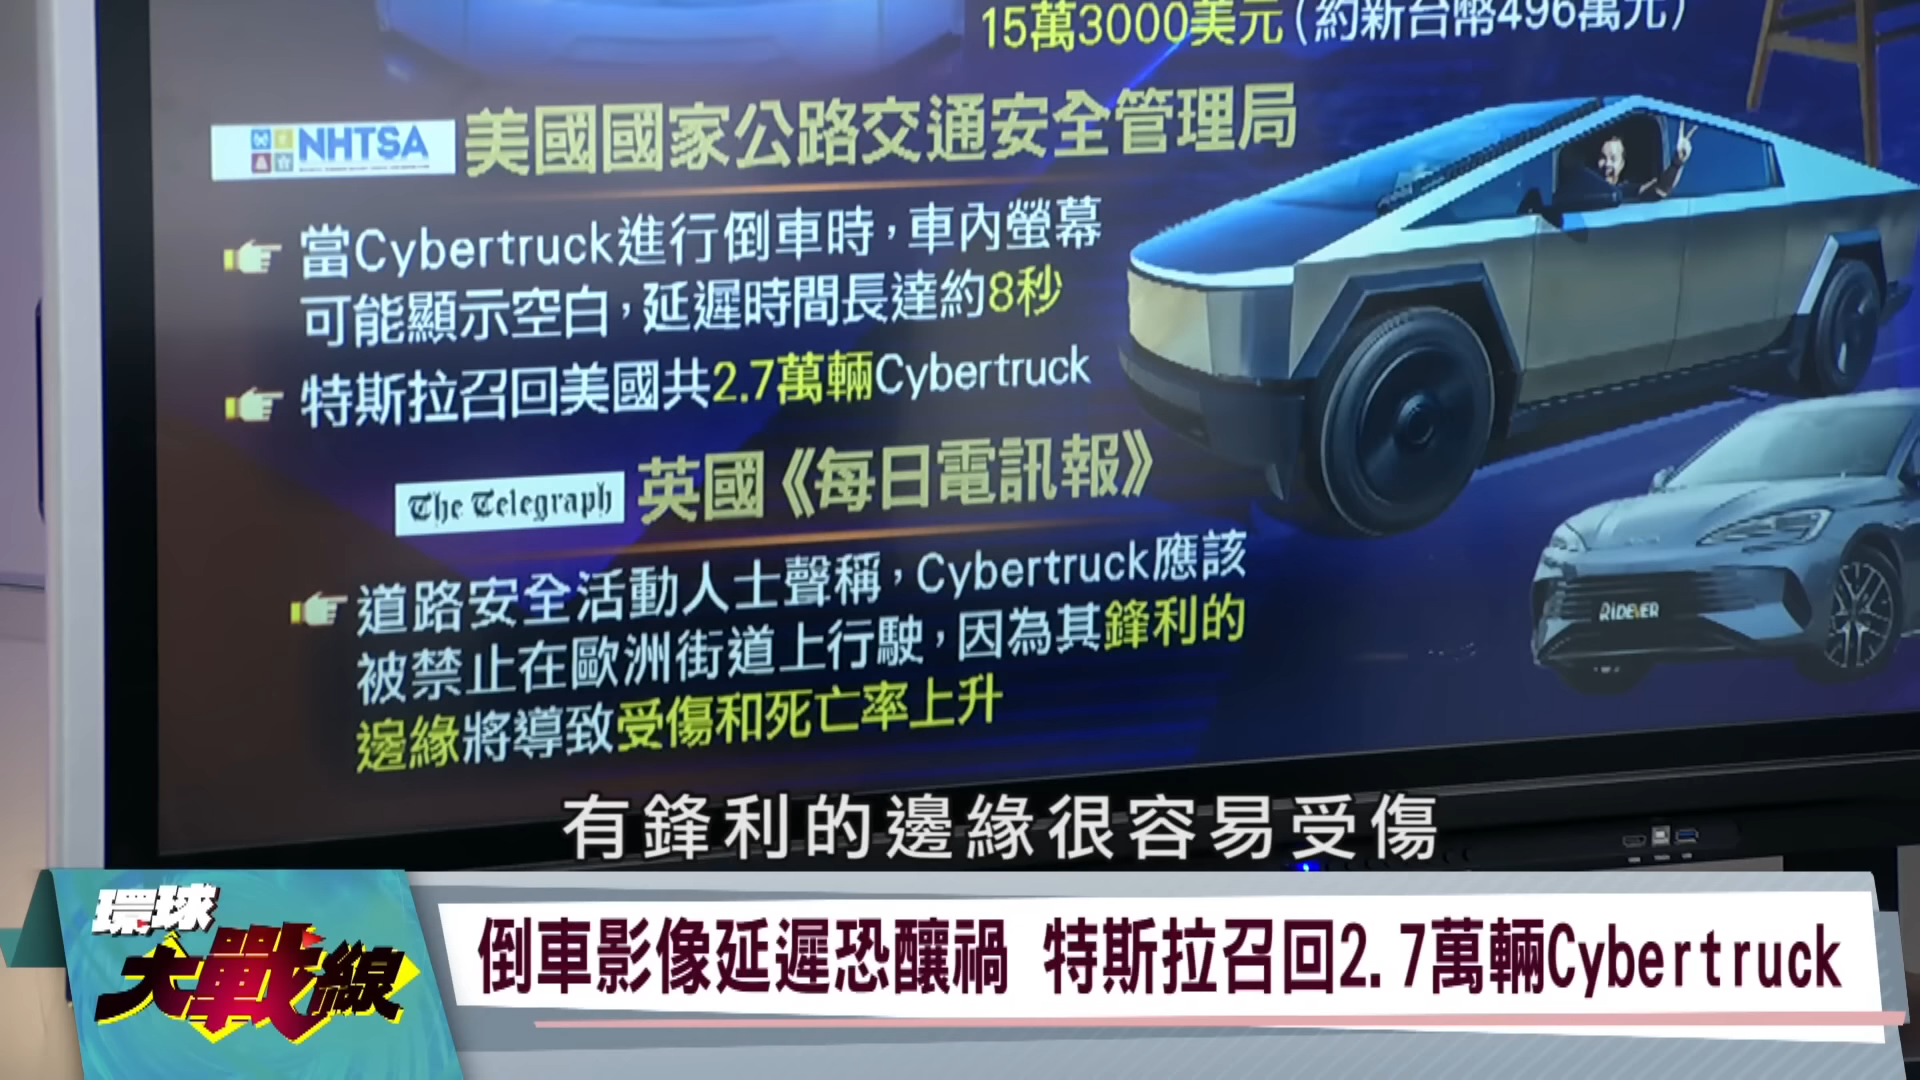 15萬3000美元(約新台幣496萬元)
NHTSA 美國國家公路交通安全管理局
當Cybertruck進行倒車時,車內螢幕
可能顯示空白,延遲時間長達約8秒
特斯拉召回美國共2.7萬輛Cybertruck
The Telegraph 英國《每日電訊報》
道路安全活動人士聲稱,Cybertruck應該
被禁止在歐洲街道上行駛,因為其鋒利的
邊緣將導致受傷和死亡率上升
RiDEVER
有鋒利的邊緣很容易受傷
環球
大戰線
倒車影像延遲恐釀禍 特斯拉召回2.7萬輛Cybertruck